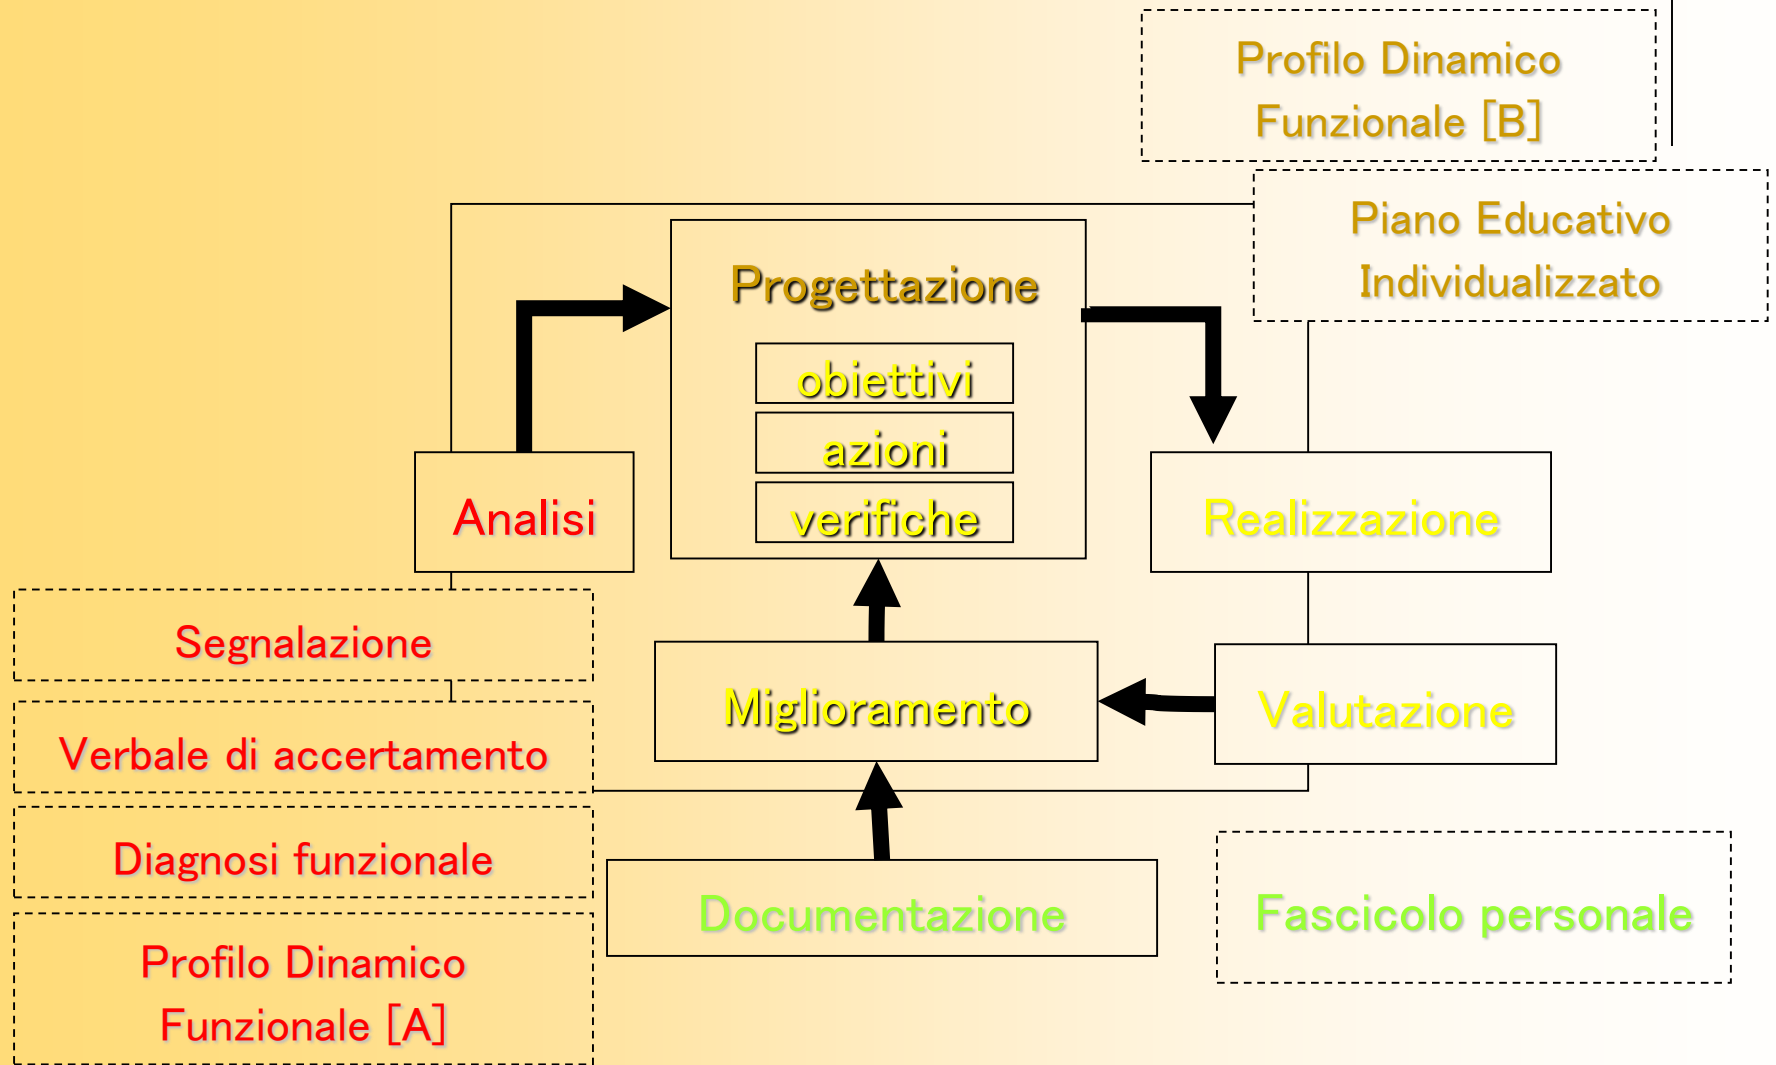 Profilo Dinamico
Funzionale [B]
Piano Educativo
Individualizzato
Progettazione
obiettivi
azioni
verifiche
Analisi
Realizzazione
Segnalazione
Miglioramento
Valutazione
Verbale di accertamento
Diagnosi funzionale
Documentazione
Fascicolo personale
Profilo Dinamico
Funzionale [A]